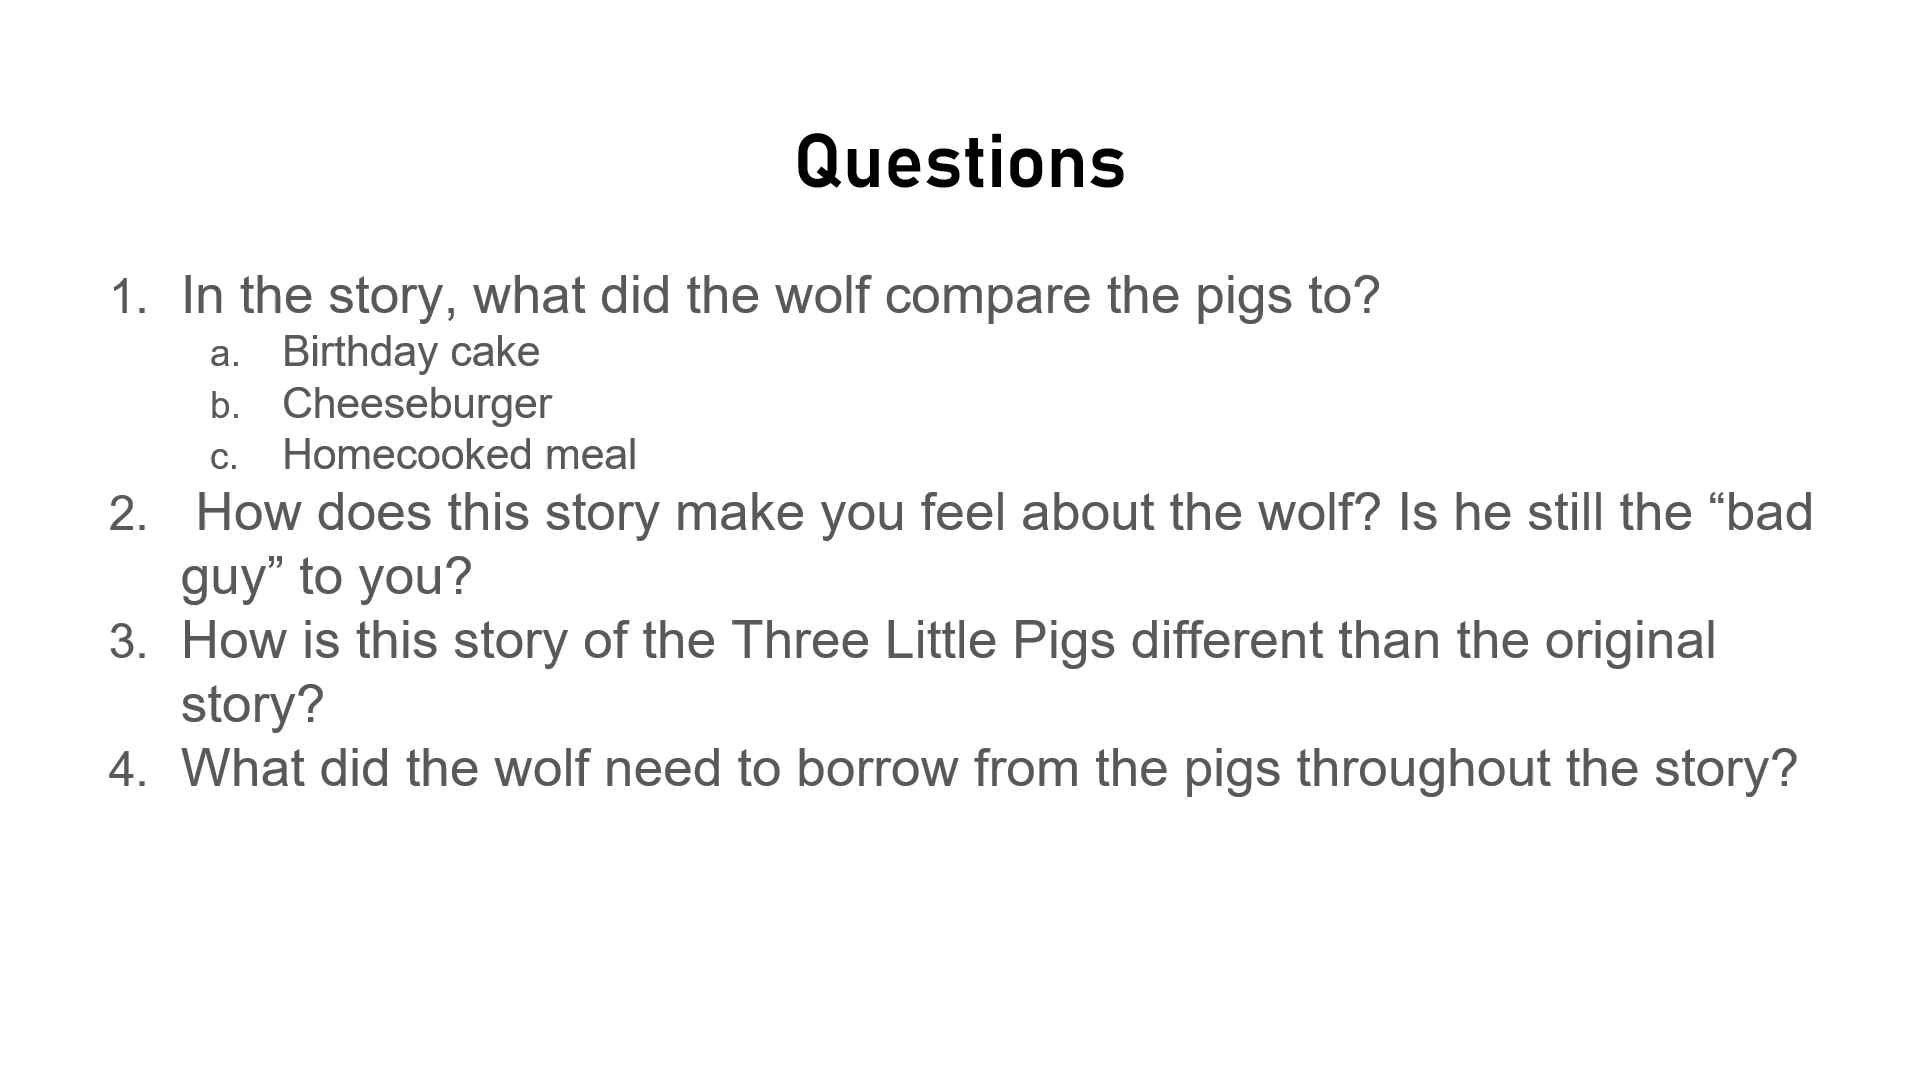 Questions
1. In the story, what did the wolf compare the pigs to?
a. Birthday cake
b. Cheeseburger
c. Homecooked meal
2. How does this story make you feel about the wolf? Is he still the “bad
guy” to you?
3. How is this story of the Three Little Pigs different than the original
story?
4. What did the wolf need to borrow from the pigs throughout the story?